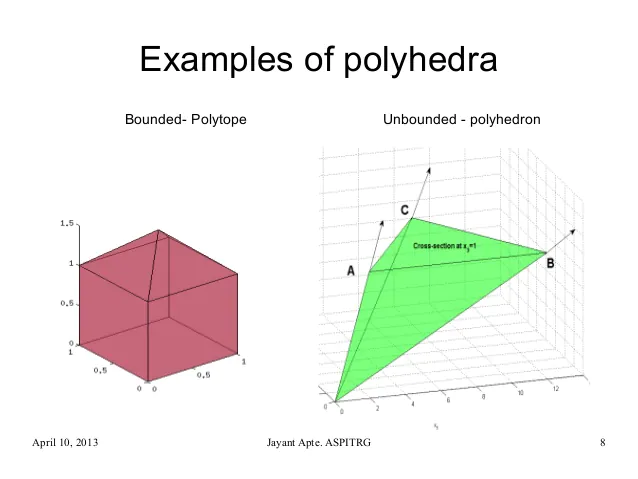 Examples of polyhedra
Bounded- Polytope
Unbounded - polyhedron
1,5
1
0,5
0
1
0,5
0
0
0,5
1
C
Cross-section at x3=1
A
B
0
0
2
4
6
8
10
12
April 10, 2013
Jayant Apte. ASPITRG
8